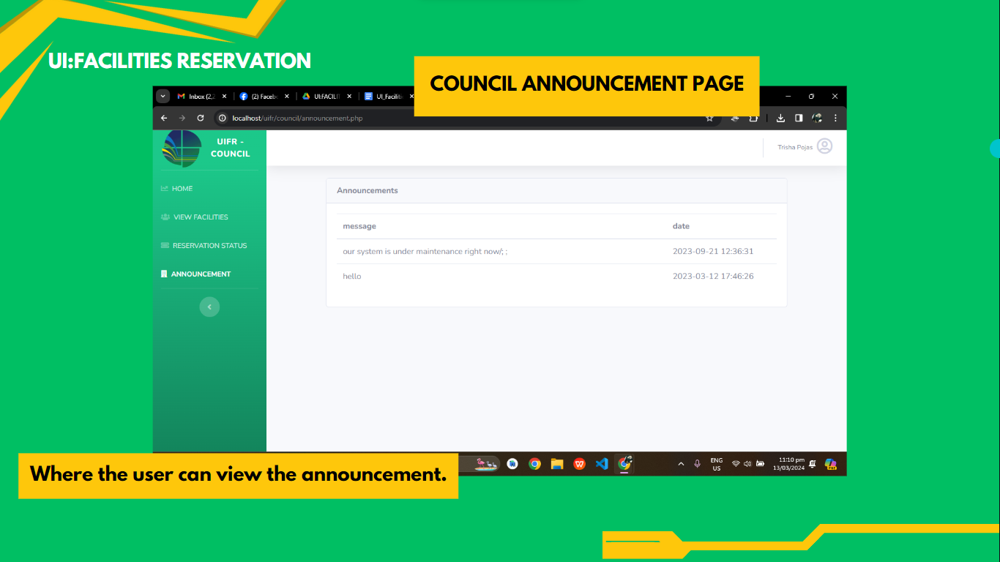 UI:FACILITIES RESERVATION
COUNCIL ANNOUNCEMENT PAGE
Inbox (2,2
(2) Faceb
UI:FACILIT
UI_Faciliti
localhost/uifr/council/announcement.php
UIFR -
COUNCIL
Trisha Pojas
HOME
VIEW FACILITIES
RESERVATION STATUS
ANNOUNCEMENT
Announcements
message date
our system is under maintenance right now/; ; 2023-09-21 12:36:31
hello 2023-03-12 17:46:26
Where the user can view the announcement.
ENG
US
11:10 pm
13/03/2024